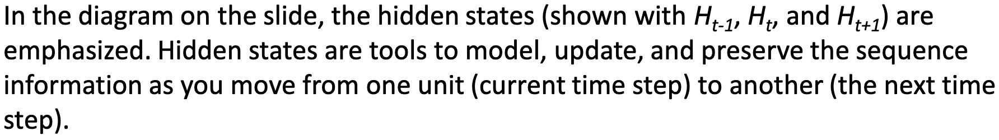 In the diagram on the slide, the hidden states (shown with H_{t-1}, H_t, and H_{t+1}) are
emphasized. Hidden states are tools to model, update, and preserve the sequence
information as you move from one unit (current time step) to another (the next time
step).